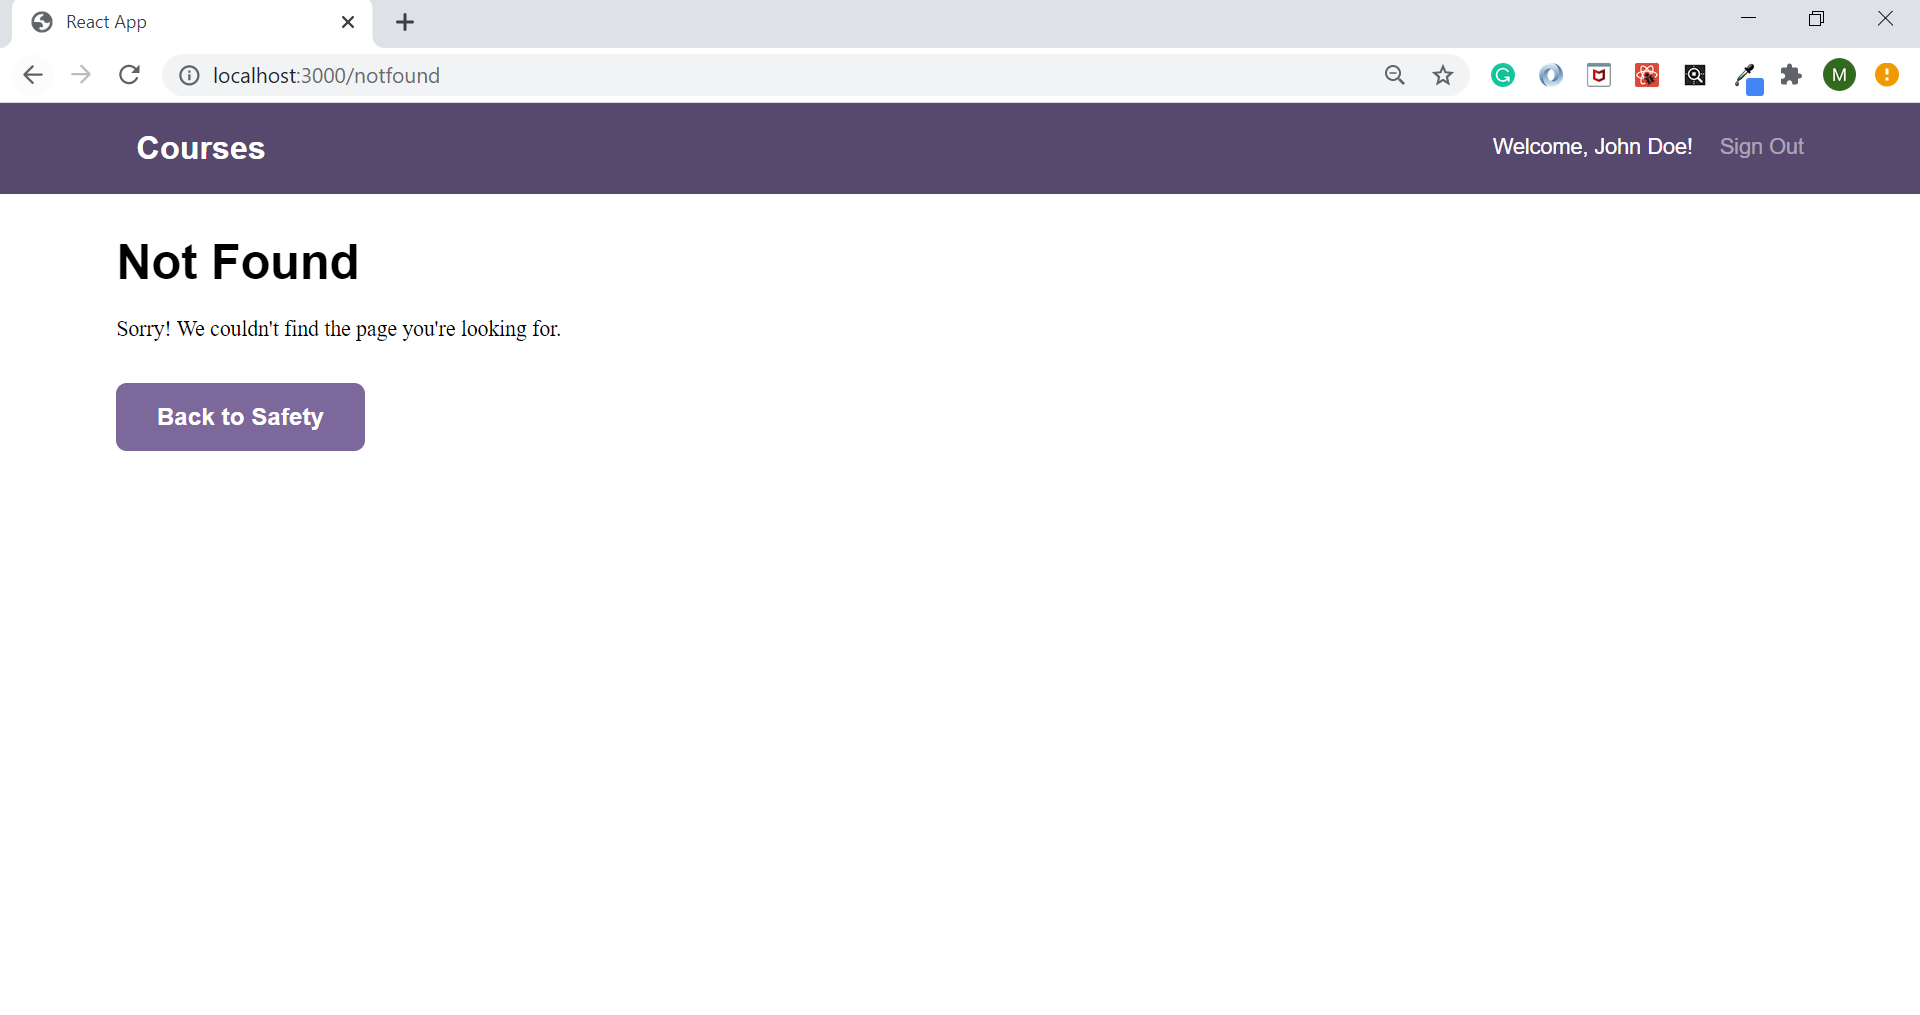 React App
localhost:3000/notfound
M
Courses
Welcome, John Doe! Sign Out
Not Found
Sorry! We couldn't find the page you're looking for.
Back to Safety